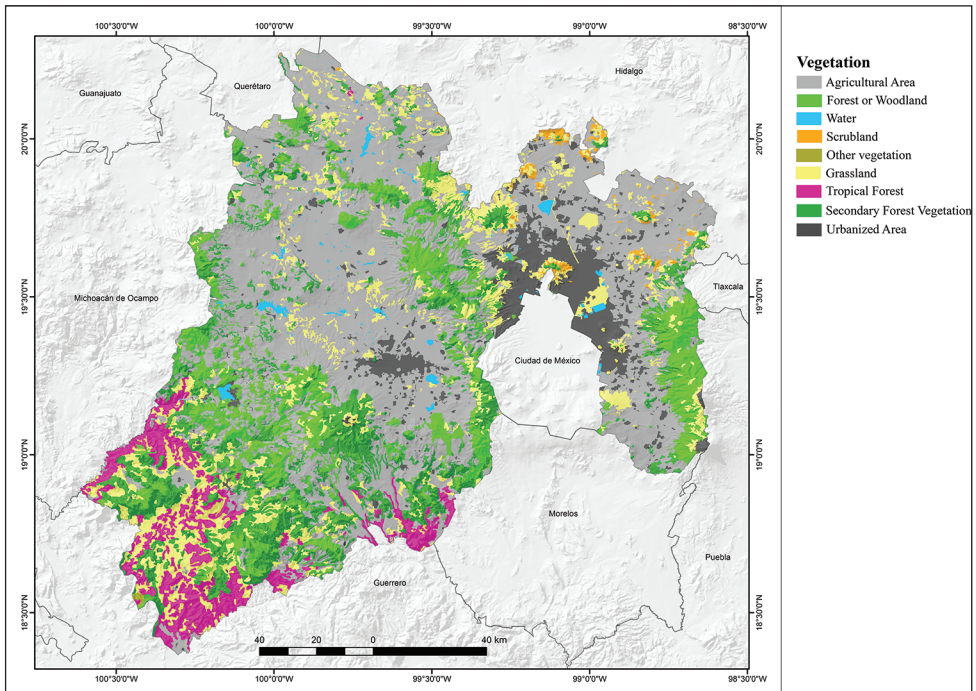 100°30'0"W 100°0'0"W 99°30'0"W 99°0'0"W 98°30'0"W
Vegetation
Agricultural Area
Forest or Woodland
Water
Scrubland
Other vegetation
Grassland
Tropical Forest
Secondary Forest Vegetation
Urbanized Area
Hidalgo
Querétaro
Guanajuato
20°0'0"N 20°0'0"N
Tlaxcala
Michoacán de Ocampo
19°30'0"N 19°30'0"N
Ciudad de México
19°0'0"N 19°0'0"N
Morelos
Puebla
Guerrero
18°30'0"N 18°30'0"N
40 20 0 40 km
100°30'0"W 100°0'0"W 99°30'0"W 99°0'0"W 98°30'0"W